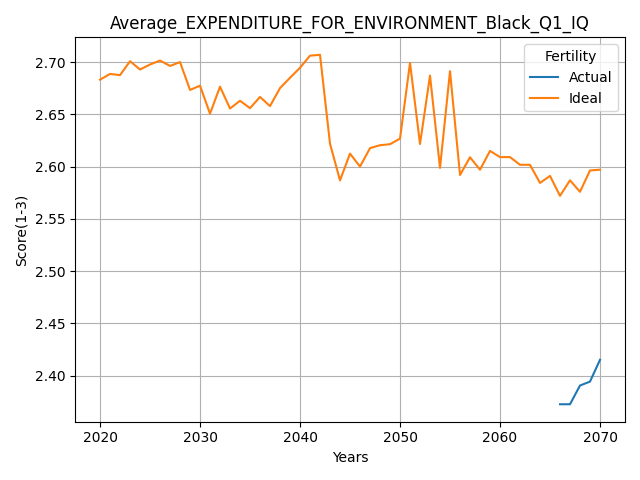 Average_EXPENDITURE_FOR_ENVIRONMENT_Black_Q1_IQ
Fertility
Actual
Ideal
Score(1-3)
2.70
2.65
2.60
2.55
2.50
2.45
2.40
2020 2030 2040 2050 2060 2070
Years